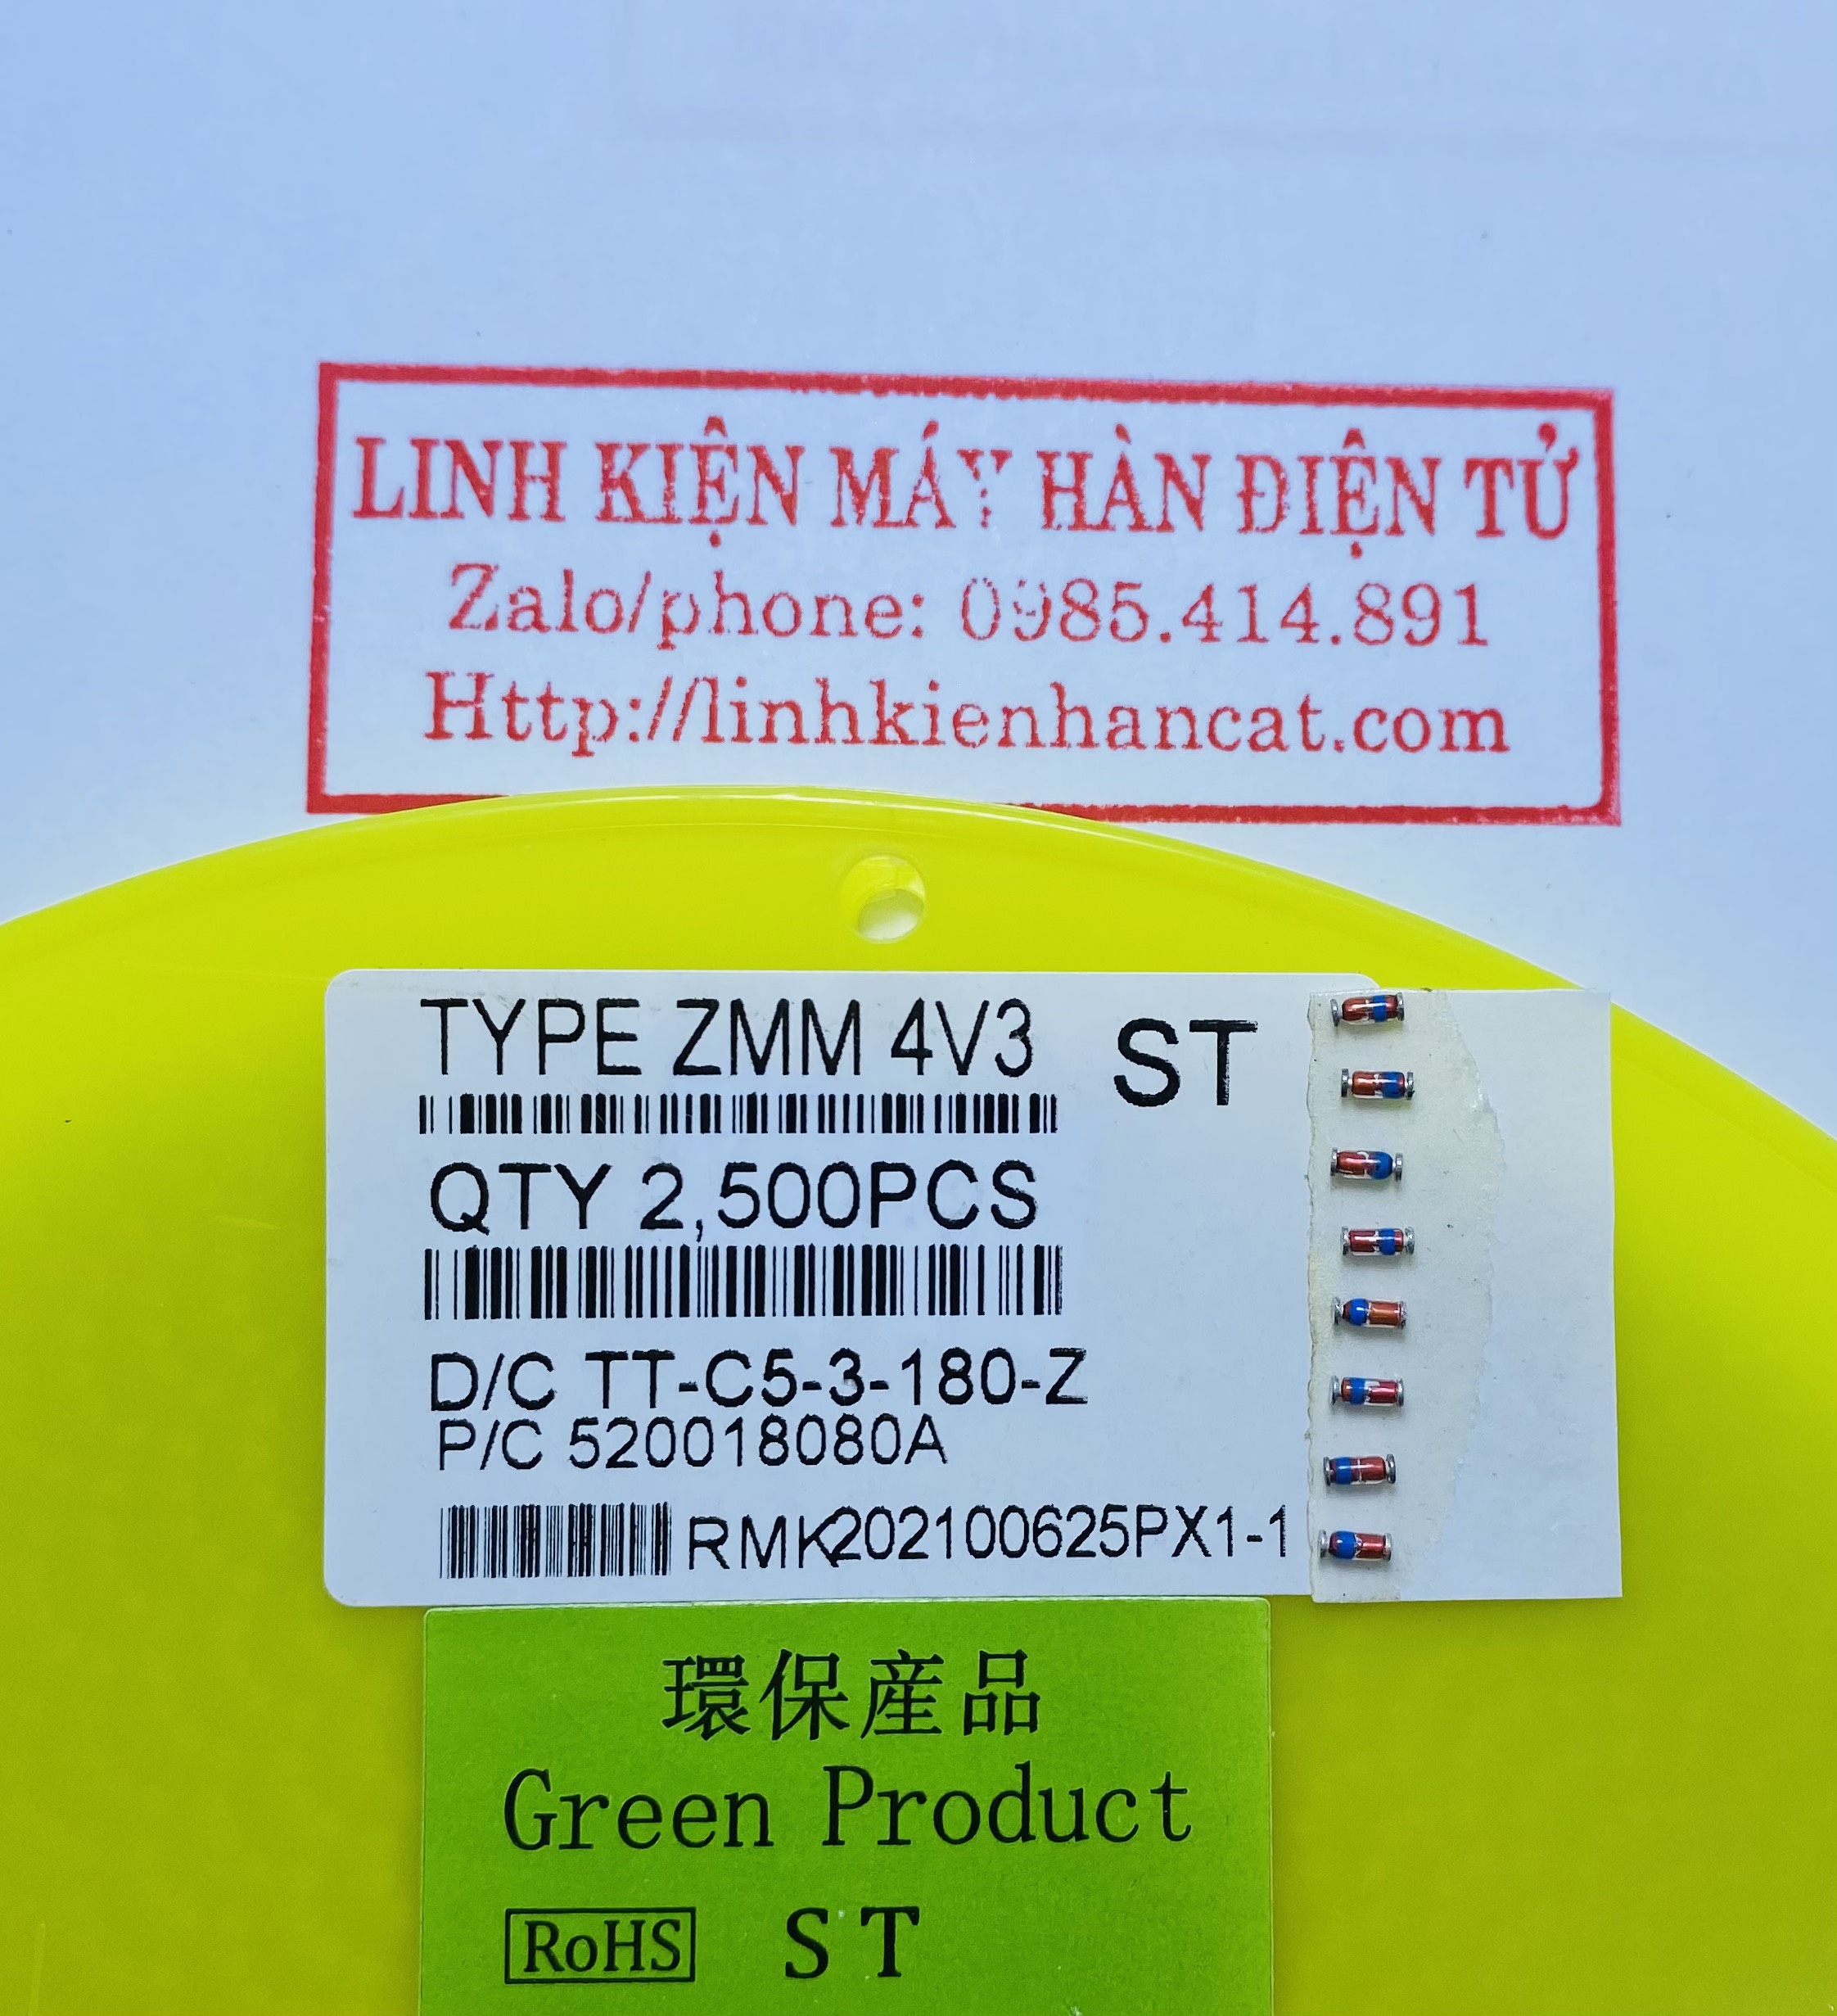 LINH KIỆN MÁY HÀN ĐIỆN TỬ
Zalo/phone: 0985.414.891
Http://linhkienhancat.com
TYPE ZMM 4V3
ST
QTY 2,500PCS
D/C TT-C5-3-180-Z
P/C 520018080A
RMK202100625PX1-1
環保産品
Green Product
RoHS ST